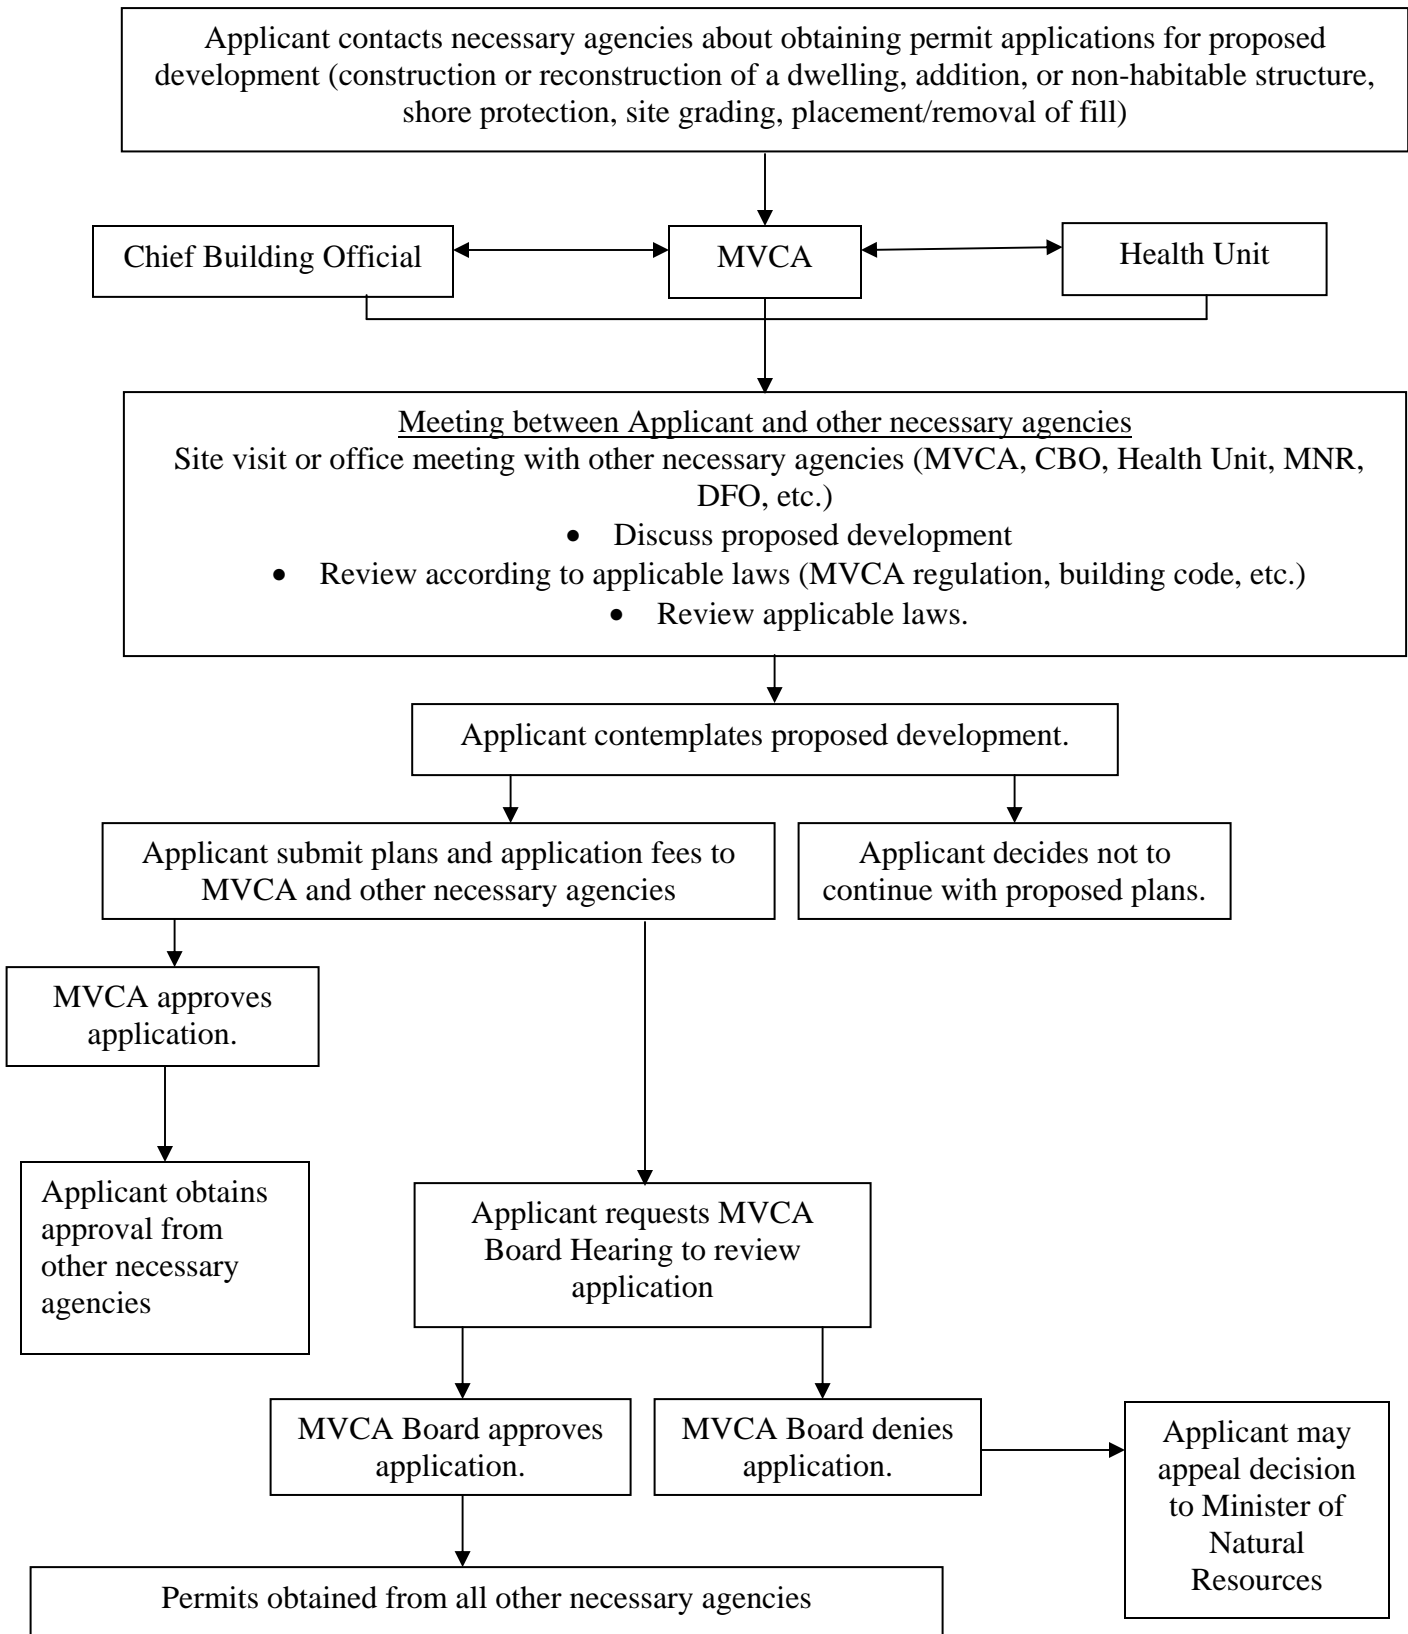 Applicant contacts necessary agencies about obtaining permit applications for proposed
development (construction or reconstruction of a dwelling, addition, or non-habitable structure,
shore protection, site grading, placement/removal of fill)
Chief Building Official
MVCA
Health Unit
Meeting between Applicant and other necessary agencies
Site visit or office meeting with other necessary agencies (MVCA, CBO, Health Unit, MNR,
DFO, etc.)
• Discuss proposed development
• Review according to applicable laws (MVCA regulation, building code, etc.)
• Review applicable laws.
Applicant contemplates proposed development.
Applicant submit plans and application fees to
MVCA and other necessary agencies
Applicant decides not to
continue with proposed plans.
MVCA approves
application.
Applicant obtains
approval from
other necessary
agencies
Applicant requests MVCA
Board Hearing to review
application
MVCA Board approves
application.
MVCA Board denies
application.
Applicant may
appeal decision
to Minister of
Natural
Resources
Permits obtained from all other necessary agencies